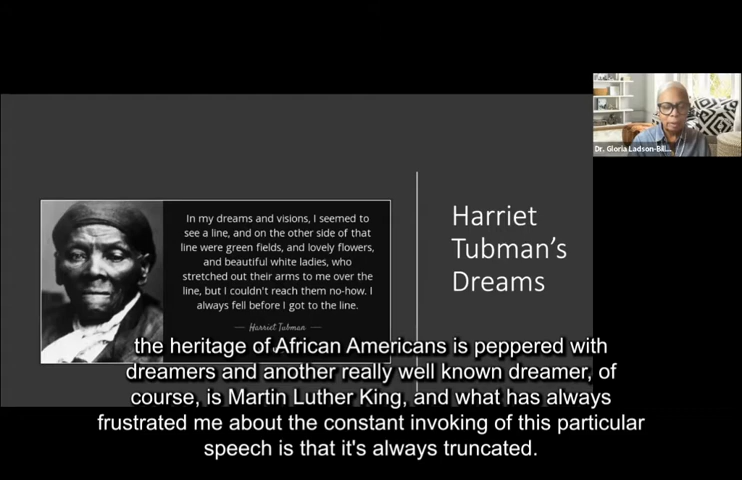 Dr. Gloria Ladson-Bill...
In my dreams and visions, I seemed to
see a line, and on the other side of that
line were green fields, and lovely flowers,
and beautiful white ladies, who
stretched out their arms to me over the
line, but I couldn't reach them no-how. I
always fell before I got to the line.
— Harriet Tubman —
Harriet
Tubman's
Dreams
the heritage of African Americans is peppered with
dreamers and another really well known dreamer, of
course, is Martin Luther King, and what has always
frustrated me about the constant invoking of this particular
speech is that it's always truncated.